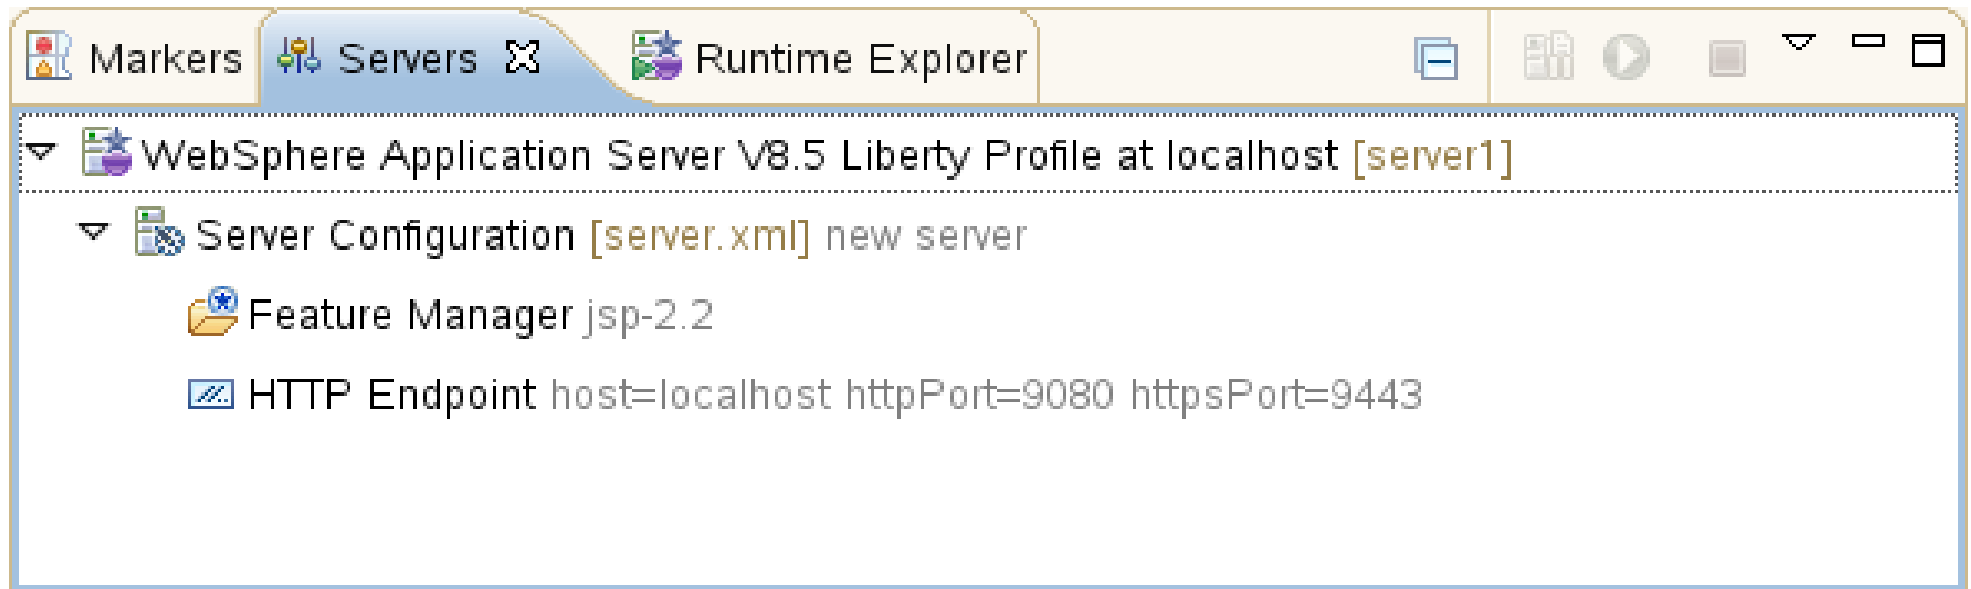 Markers Servers Runtime Explorer
WebSphere Application Server V8.5 Liberty Profile at localhost [server1]
Server Configuration [server.xml] new server
Feature Manager jsp-2.2
HTTP Endpoint host=localhost httpPort=9080 httpsPort=9443